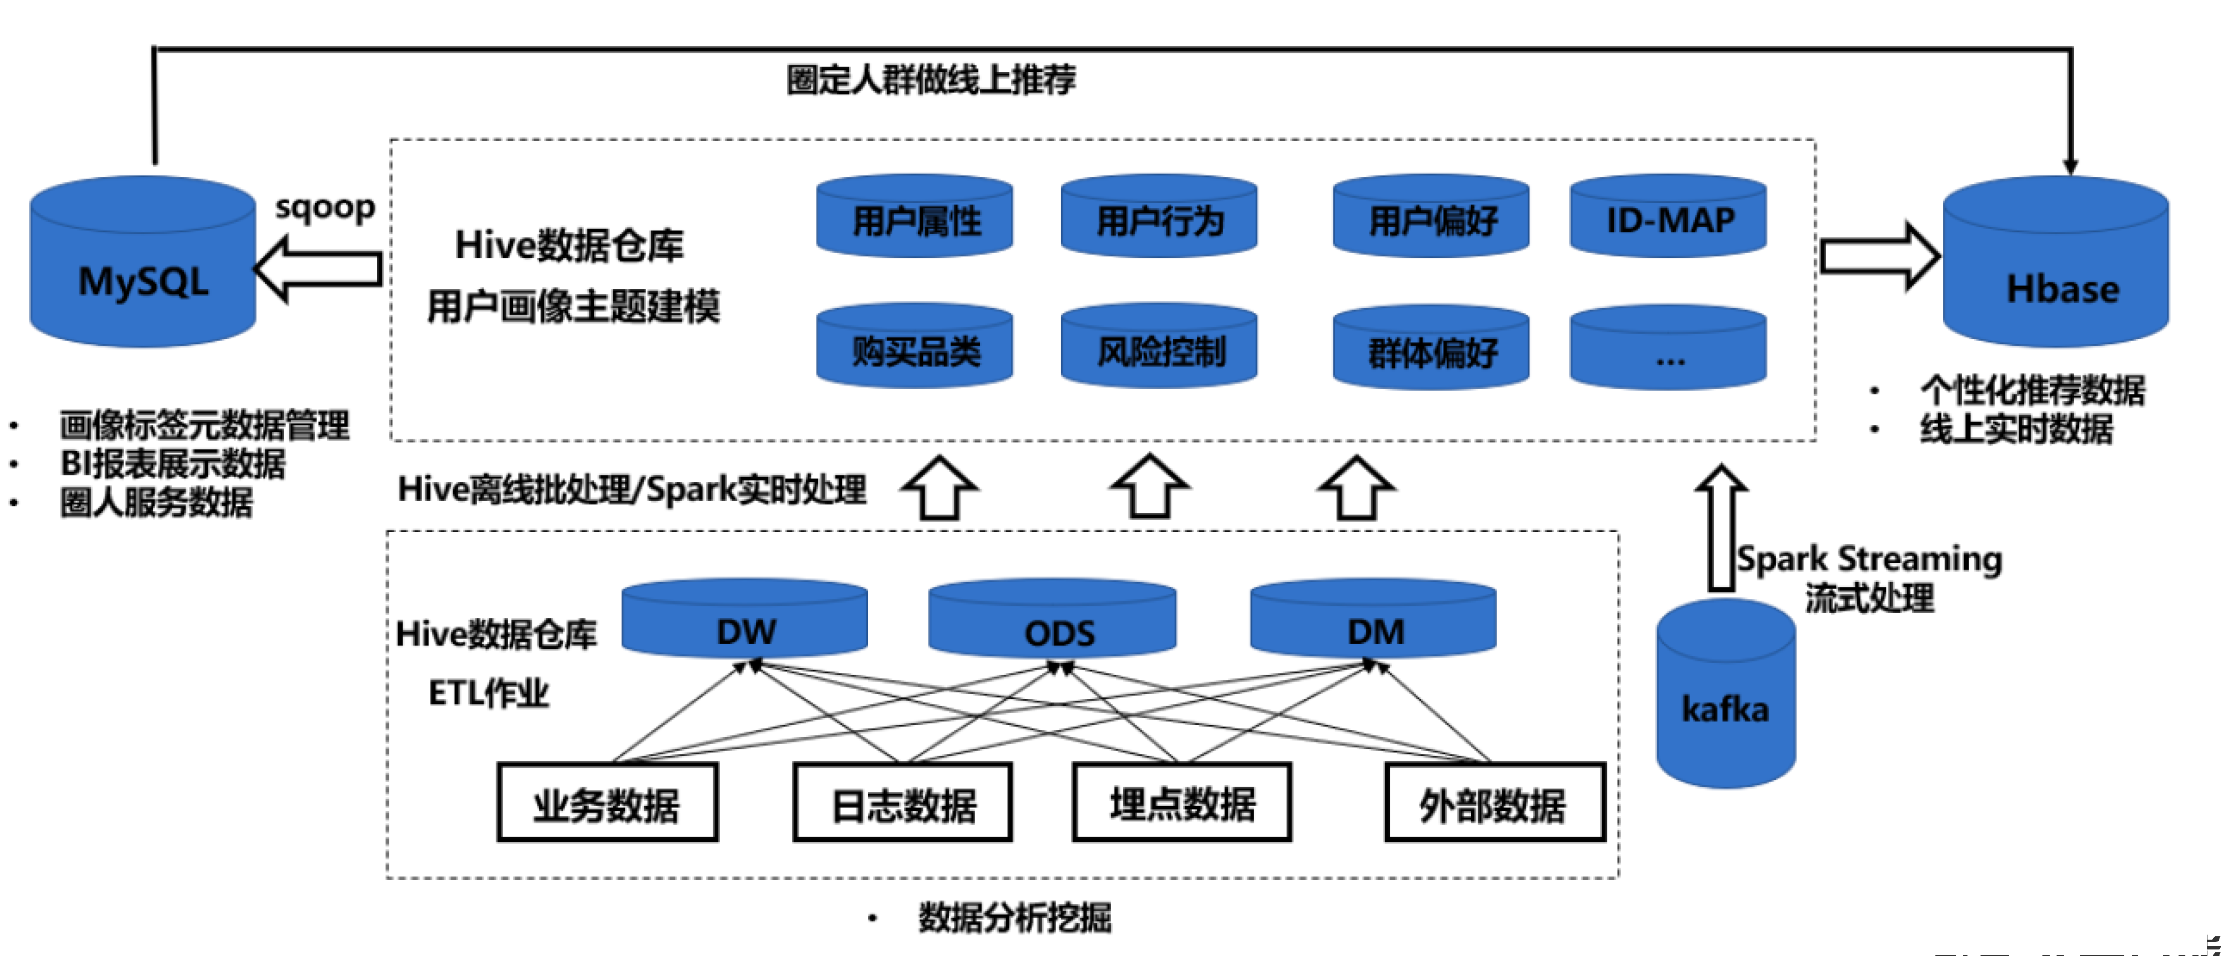 圈定人群做线上推荐
sqoop
MySQL
Hive数据仓库
用户画像主题建模
用户属性
用户行为
用户偏好
ID-MAP
购买品类
风险控制
群体偏好
...
Hbase
• 画像标签元数据管理
• BI报表展示数据
• 圈人服务数据
• 个性化推荐数据
• 线上实时数据
Hive离线批处理/Spark实时处理
Spark Streaming
流式处理
kafka
Hive数据仓库
ETL作业
DW
ODS
DM
业务数据
日志数据
埋点数据
外部数据
• 数据分析挖掘